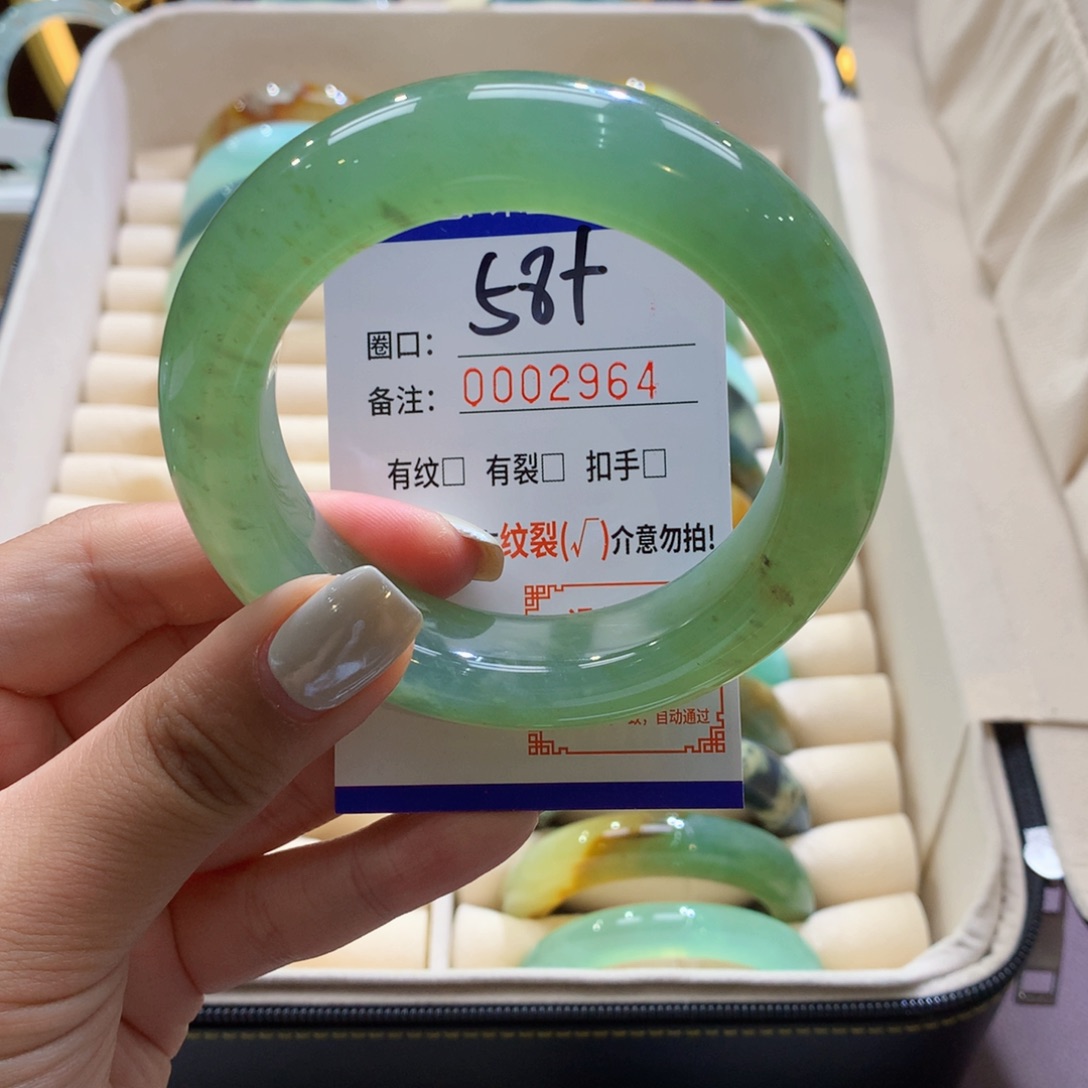 圈口: 58+
备注: 0002964
有纹□ 有裂□ 扣手□
纹裂(√)介意勿拍!
自动通过